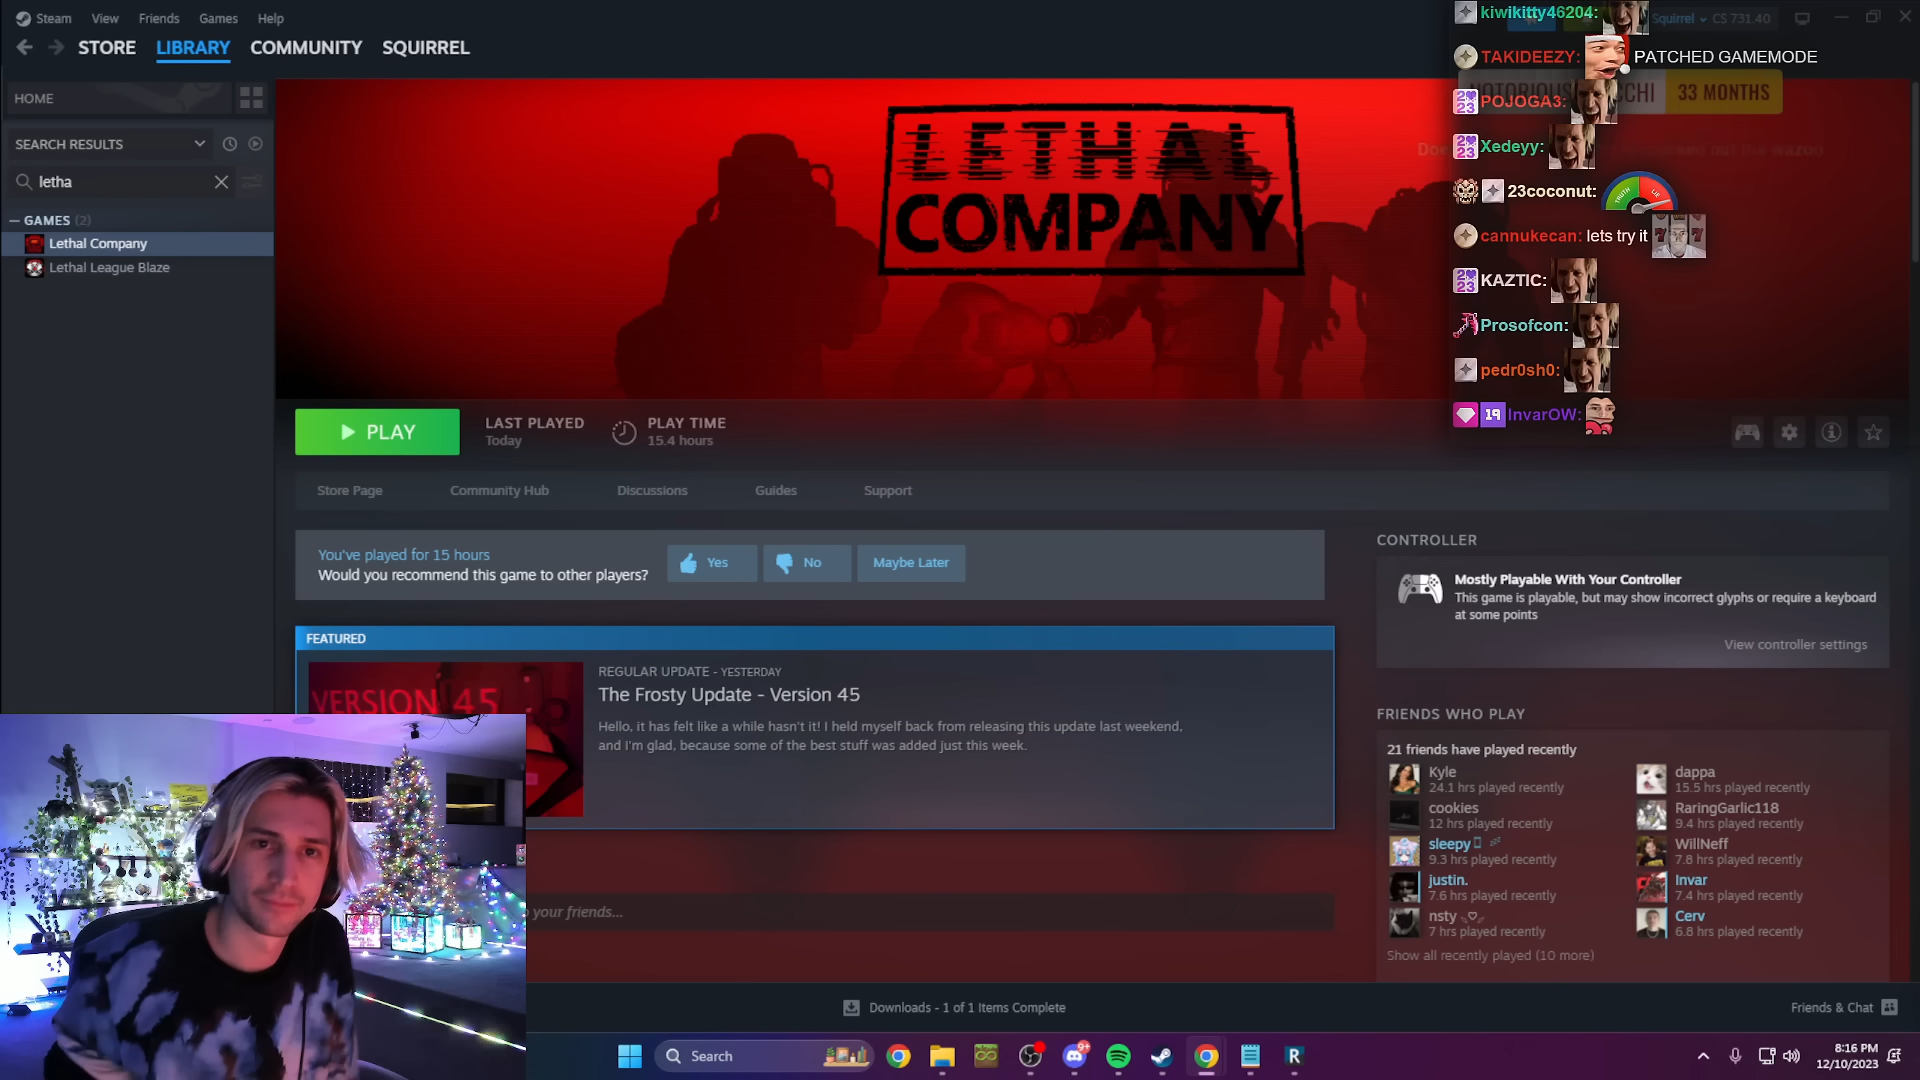 Steam View Friends Games Help
STORE LIBRARY COMMUNITY SQUIRREL
HOME
SEARCH RESULTS
letha
GAMES (2)
Lethal Company
Lethal League Blaze
LETHAL
COMPANY
Squirrel CS 731.40
kiwikitty46204:
TAKIDEEZY: PATCHED GAMEMODE
33 MONTHS
POJOGA3:
Xedeyy:
23coconut: TRUTH LIE
cannukecan: lets try it
KAZTIC:
Prosofcon:
pedr0sh0:
19 InvarOW:
PLAY
LAST PLAYED
Today
PLAY TIME
15.4 hours
Store Page Community Hub Discussions Guides Support
You've played for 15 hours
Would you recommend this game to other players?
Yes No Maybe Later
FEATURED
VERSION 45
REGULAR UPDATE - YESTERDAY
The Frosty Update - Version 45
Hello, it has felt like a while hasn't it! I held myself back from releasing this update last weekend,
and I'm glad, because some of the best stuff was added just this week.
your friends...
CONTROLLER
Mostly Playable With Your Controller
This game is playable, but may show incorrect glyphs or require a keyboard
at some points
View controller settings
FRIENDS WHO PLAY
21 friends have played recently
Kyle
24.1 hrs played recently
dappa
15.5 hrs played recently
cookies
12 hrs played recently
RaringGarlic118
9.4 hrs played recently
sleepy
9.3 hrs played recently
WillNeff
7.8 hrs played recently
justin.
7.6 hrs played recently
Invar
7.4 hrs played recently
nsty
7 hrs played recently
Cerv
6.8 hrs played recently
Show all recently played (10 more)
Downloads - 1 of 1 Items Complete
Friends & Chat
Search
9+
R
8:16 PM
12/10/2023